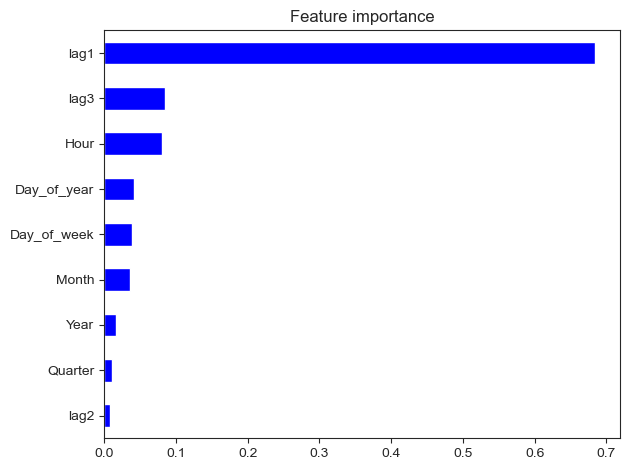 Feature importance
lag1
lag3
Hour
Day_of_year
Day_of_week
Month
Year
Quarter
lag2
0.0 0.1 0.2 0.3 0.4 0.5 0.6 0.7